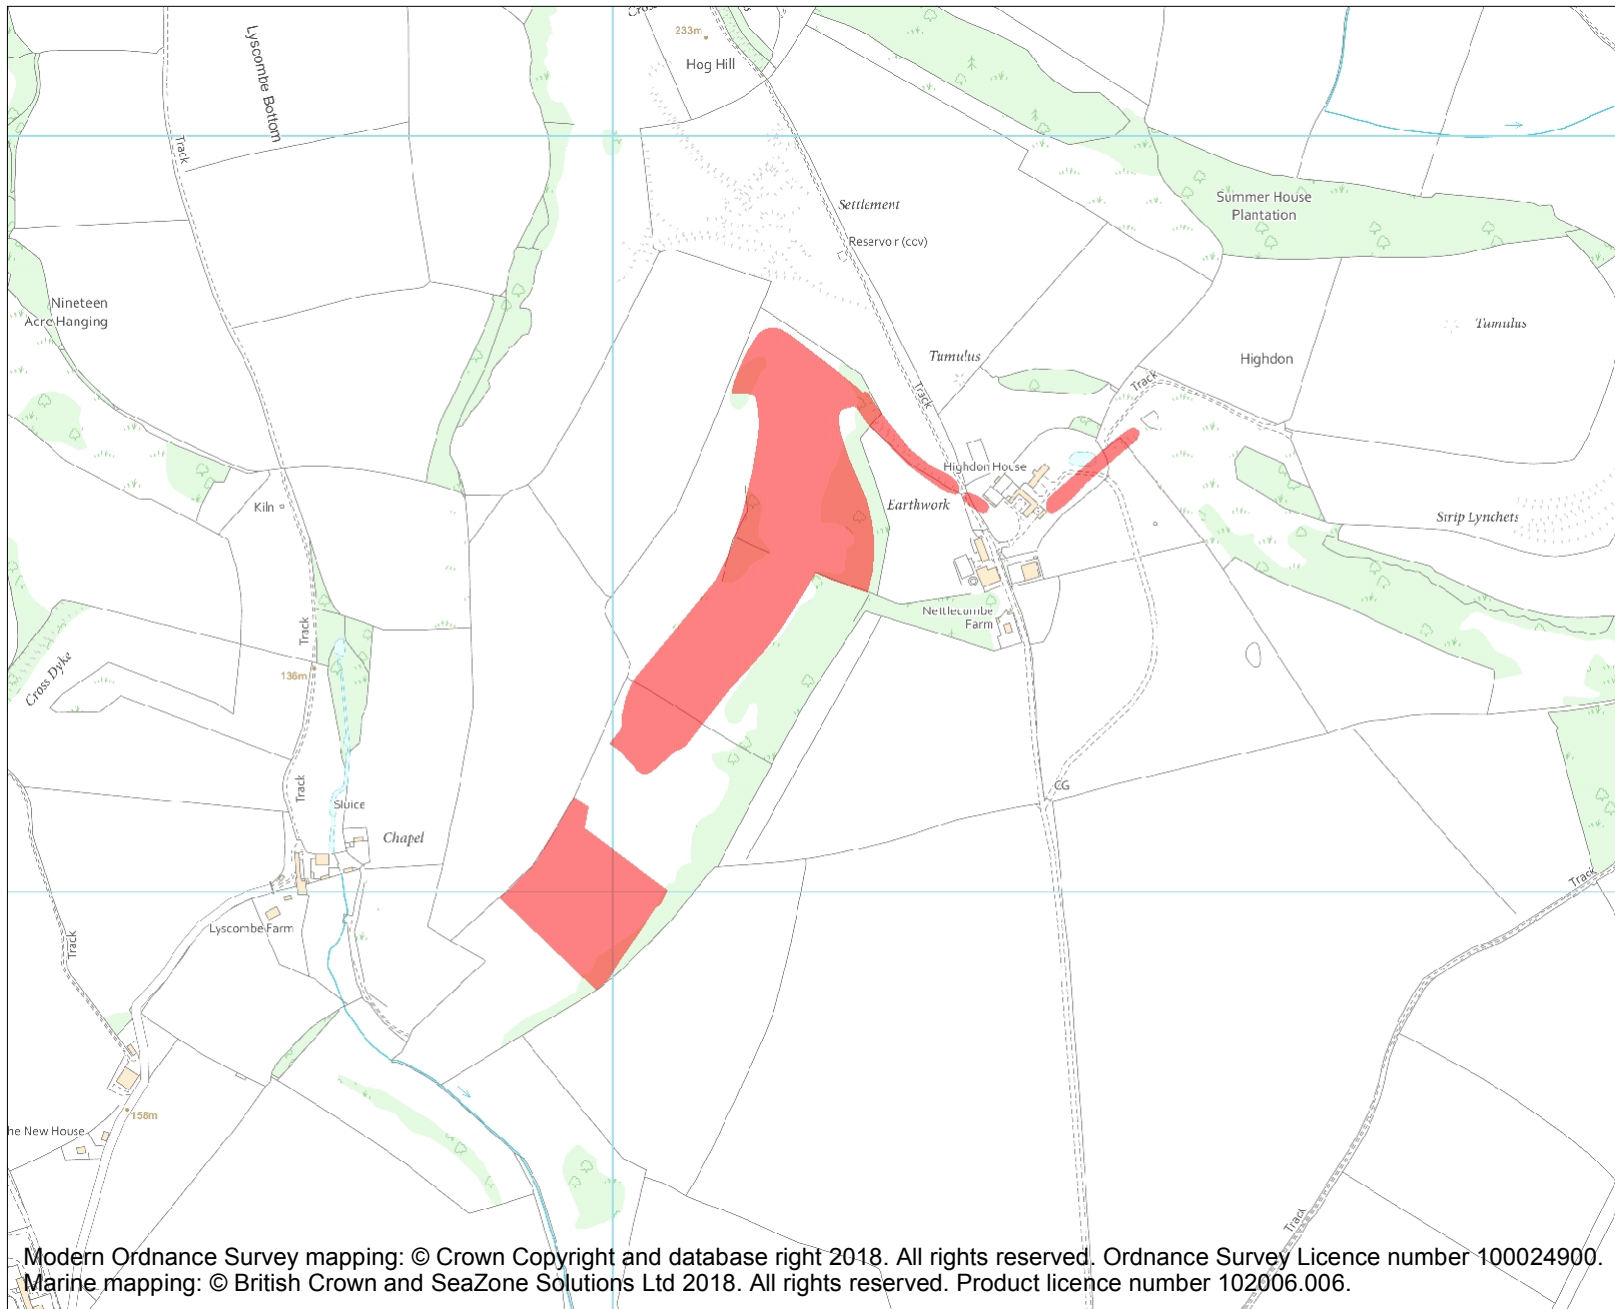 Cross
233m
Hog Hill
Lyscombe Bottom
Track
Settlement
Reservoir (ccv)
Summer House
Plantation
Nineteen
Acre Hanging
Tumulus
Tumulus
Highdon
Track
Track
Highdon House
Kiln
Earthwork
Strip Lynchets
Nettlecombe
Farm
Track
Cross Dyke
136m
CG
Track
Sluice
Chapel
Track
Lyscombe Farm
Track
158m
he New House
Track
Modern Ordnance Survey mapping: © Crown Copyright and database right 2018. All rights reserved. Ordnance Survey Licence number 100024900.
Marine mapping: © British Crown and SeaZone Solutions Ltd 2018. All rights reserved. Product licence number 102006.006.